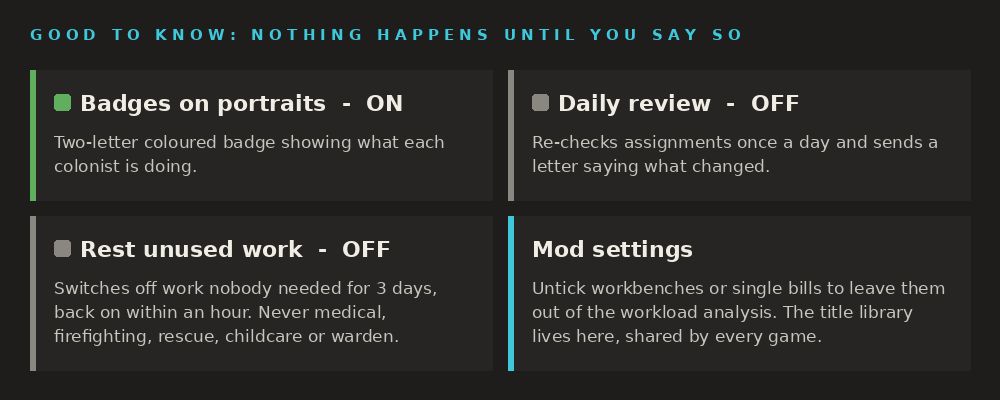 GOOD TO KNOW: NOTHING HAPPENS UNTIL YOU SAY SO
Badges on portraits - ON
Two-letter coloured badge showing what each
colonist is doing.
Daily review - OFF
Re-checks assignments once a day and sends a
letter saying what changed.
Rest unused work - OFF
Switches off work nobody needed for 3 days,
back on within an hour. Never medical,
firefighting, rescue, childcare or warden.
Mod settings
Untick workbenches or single bills to leave them
out of the workload analysis. The title library
lives here, shared by every game.